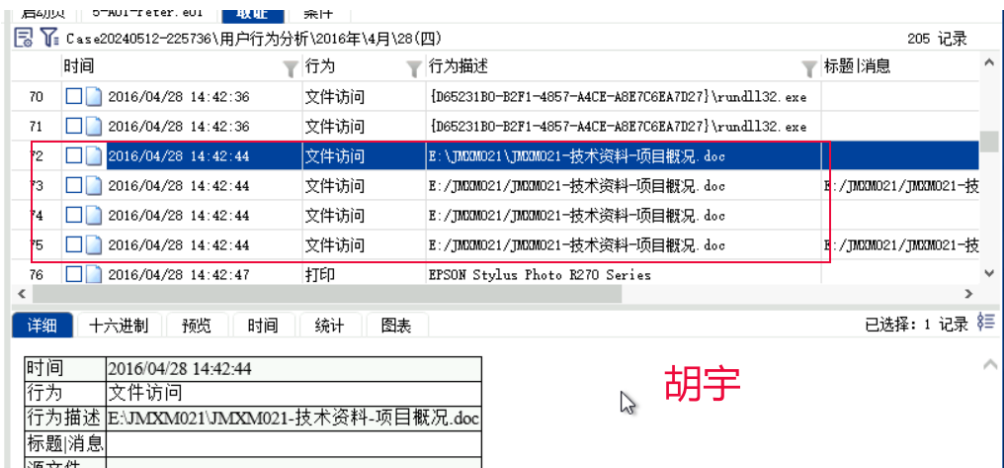 启动页 5-A01-Peter.e01 取证 案件
Case20240512-225736\用户行为分析\2016年\4月\28(四) 205 记录
时间 行为 行为描述 标题|消息
70 2016/04/28 14:42:36 文件访问 {D65231B0-B2F1-4857-A4CE-A8E7C6EA7D27}\rundll32.exe
71 2016/04/28 14:42:36 文件访问 {D65231B0-B2F1-4857-A4CE-A8E7C6EA7D27}\rundll32.exe
72 2016/04/28 14:42:44 文件访问 E:\JMXM021\JMXM021-技术资料-项目概况.doc
73 2016/04/28 14:42:44 文件访问 E:/JMXM021/JMXM021-技术资料-项目概况.doc E:/JMXM021/JMXM021-技
74 2016/04/28 14:42:44 文件访问 E:/JMXM021/JMXM021-技术资料-项目概况.doc
75 2016/04/28 14:42:44 文件访问 E:/JMXM021/JMXM021-技术资料-项目概况.doc E:/JMXM021/JMXM021-技
76 2016/04/28 14:42:47 打印 EPSON Stylus Photo R270 Series
详细 十六进制 预览 时间 统计 图表 已选择: 1 记录
时间 2016/04/28 14:42:44
行为 文件访问
行为描述 E:\JMXM021\JMXM021-技术资料-项目概况.doc
标题|消息
源文件
胡宇